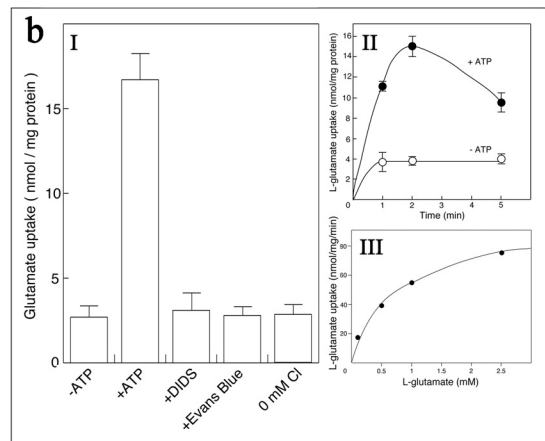 b
I
Glutamate uptake ( nmol / mg protein )
15
10
5
0
-ATP
+ATP
+DIDS
+Evans Blue
0 mM Cl
II
L-glutamate uptake (nmol/mg protein)
16
14
12
10
8
6
4
2
0
+ ATP
- ATP
0 1 2 3 4 5
Time (min)
III
L-glutamate uptake (nmol/mg/min)
80
60
40
20
0.5 1.0 1.5 2.0 2.5
L-glutamate (mM)